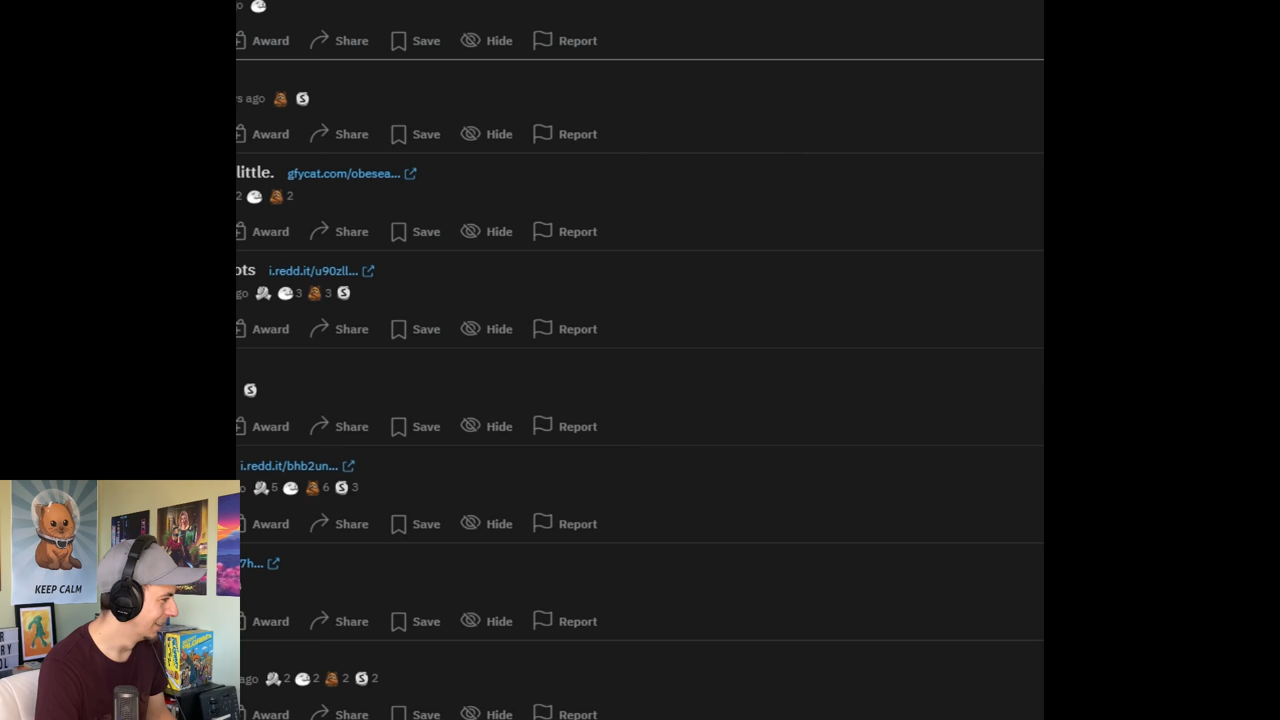 Award Share Save Hide Report
s ago
Award Share Save Hide Report
little. gfycat.com/obesea...
2 2
Award Share Save Hide Report
ots i.redd.it/u90zll...
go 3 3
Award Share Save Hide Report
Award Share Save Hide Report
i.redd.it/bhb2un...
5 6 3
Award Share Save Hide Report
7h...
Award Share Save Hide Report
ago 2 2 2 2
Award Share Save Hide Report
KEEP CALM